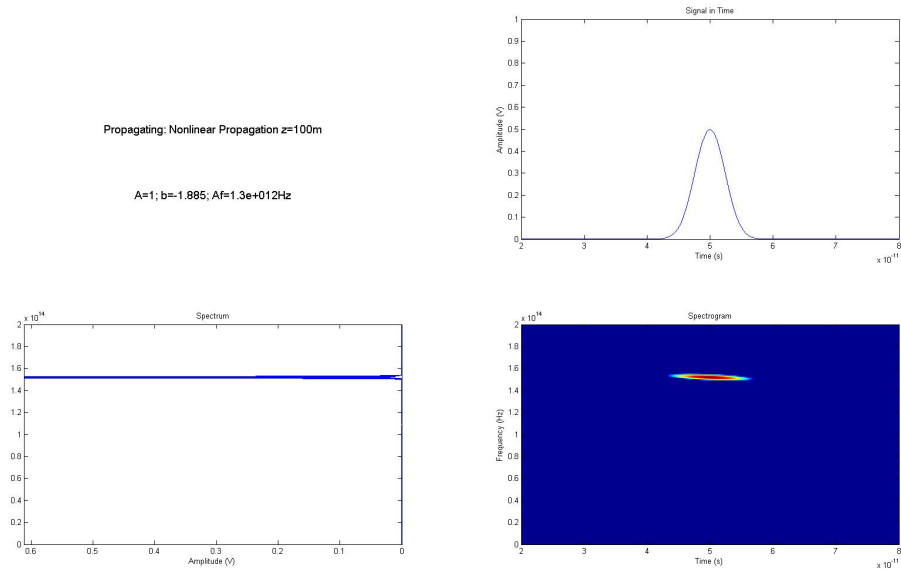 Propagating: Nonlinear Propagation z=100m
A=1; b=-1.885; Af=1.3e+012Hz
Signal in Time
1
0.9
0.8
0.7
0.6
0.5
0.4
0.3
0.2
0.1
0
Amplitude (V)
2 3 4 5 6 7 8
Time (s)
x 10^-11
Spectrum
x 10^14
2
1.8
1.6
1.4
1.2
1
0.8
0.6
0.4
0.2
0
0.6 0.5 0.4 0.3 0.2 0.1 0
Amplitude (V)
Spectrogram
x 10^14
2
1.8
1.6
1.4
1.2
1
0.8
0.6
0.4
0.2
0
Frequency (Hz)
2 3 4 5 6 7 8
Time (s)
x 10^-11